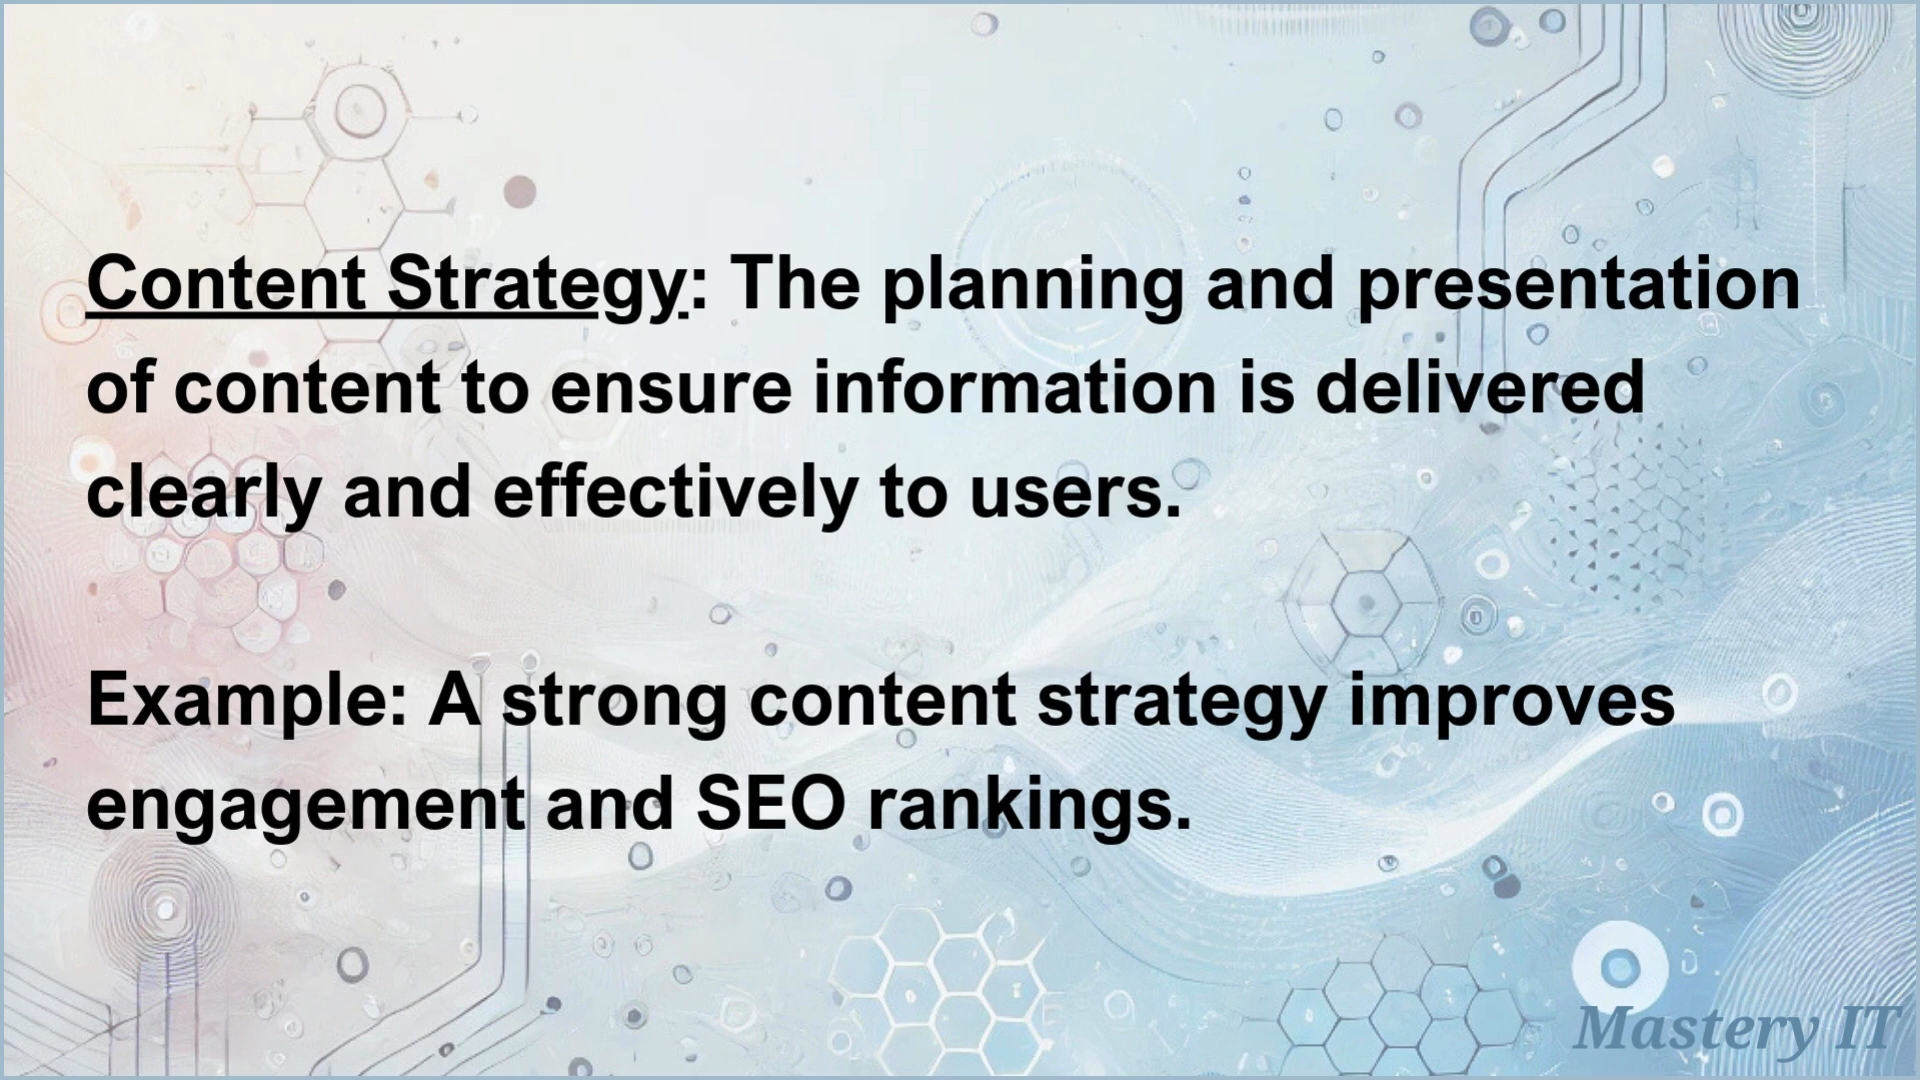 Content Strategy: The planning and presentation
of content to ensure information is delivered
clearly and effectively to users.
Example: A strong content strategy improves
engagement and SEO rankings.
Mastery IT